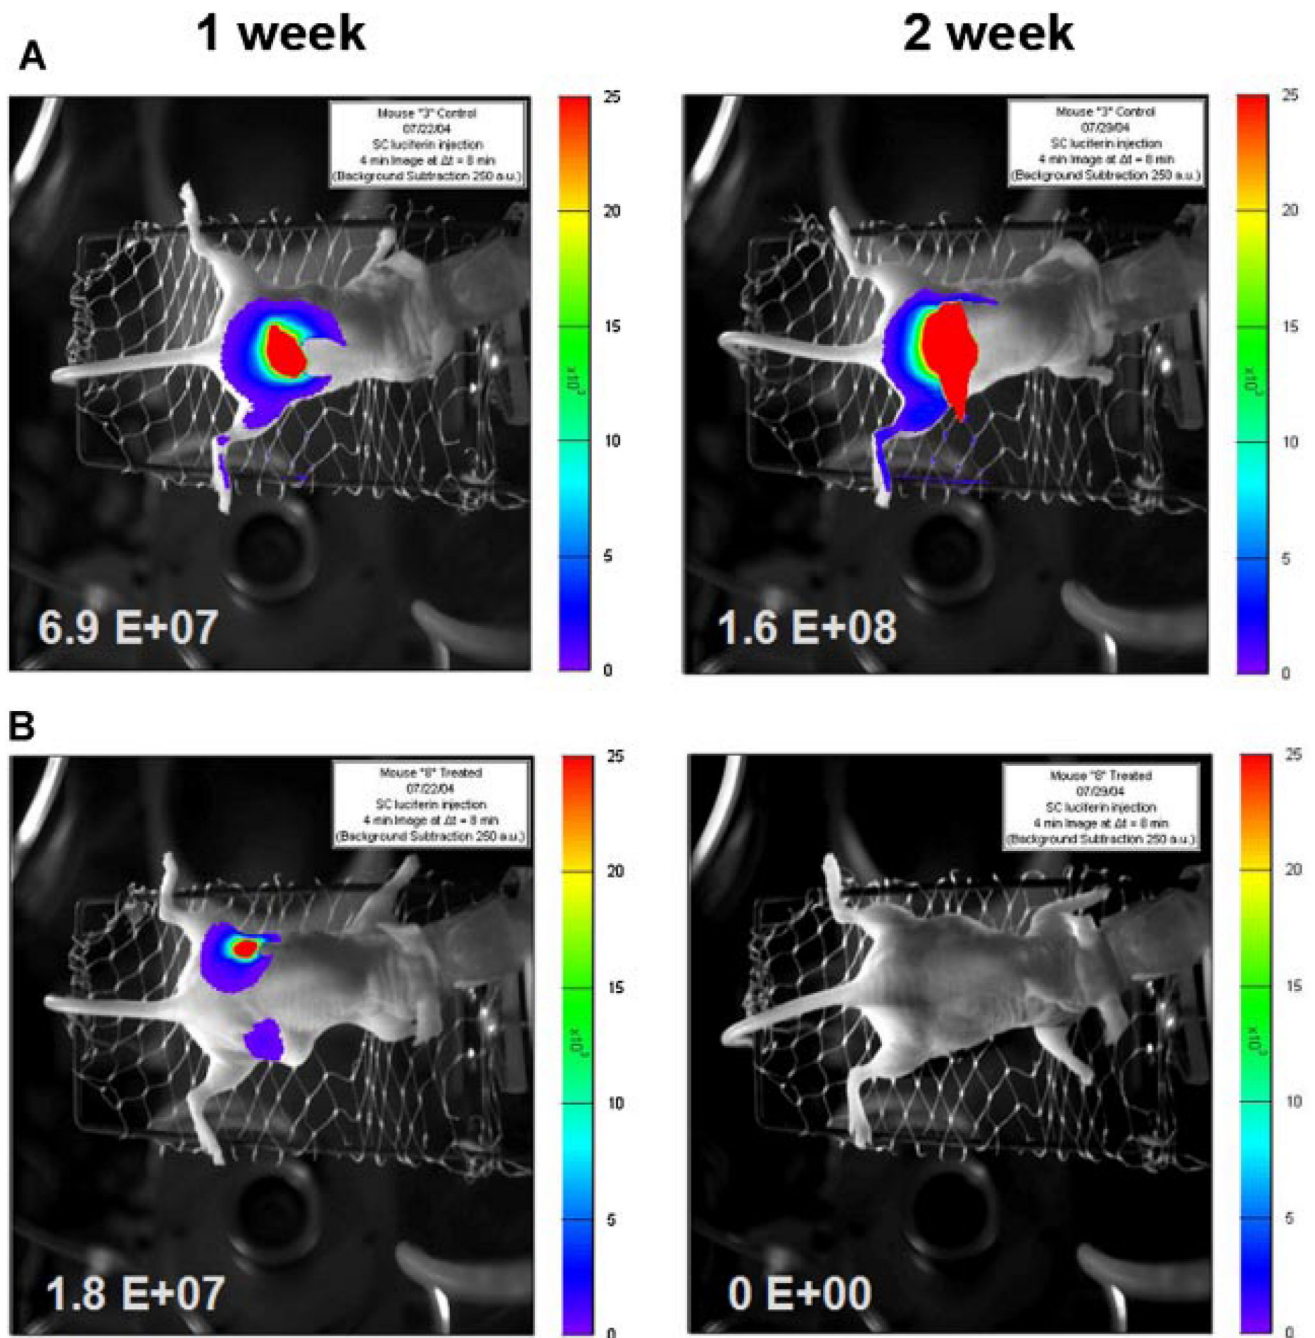 1 week
2 week
A
Mouse "3" Control
07/22/04
SC luciferin injection
4 min Image at Δt = 8 min
(Background Subtraction 250 a.u.)
25
20
15
x10³
10
5
0
6.9 E+07
Mouse "3" Control
07/29/04
SC luciferin injection
4 min Image at Δt = 8 min
(Background Subtraction 250 a.u.)
25
20
15
x10³
10
5
0
1.6 E+08
B
Mouse "8" Treated
07/22/04
SC luciferin injection
4 min Image at Δt = 8 min
(Background Subtraction 250 a.u.)
25
20
15
x10³
10
5
0
1.8 E+07
Mouse "8" Treated
07/29/04
SC luciferin injection
4 min Image at Δt = 8 min
(Background Subtraction 250 a.u.)
25
20
15
x10³
10
5
0
0 E+00